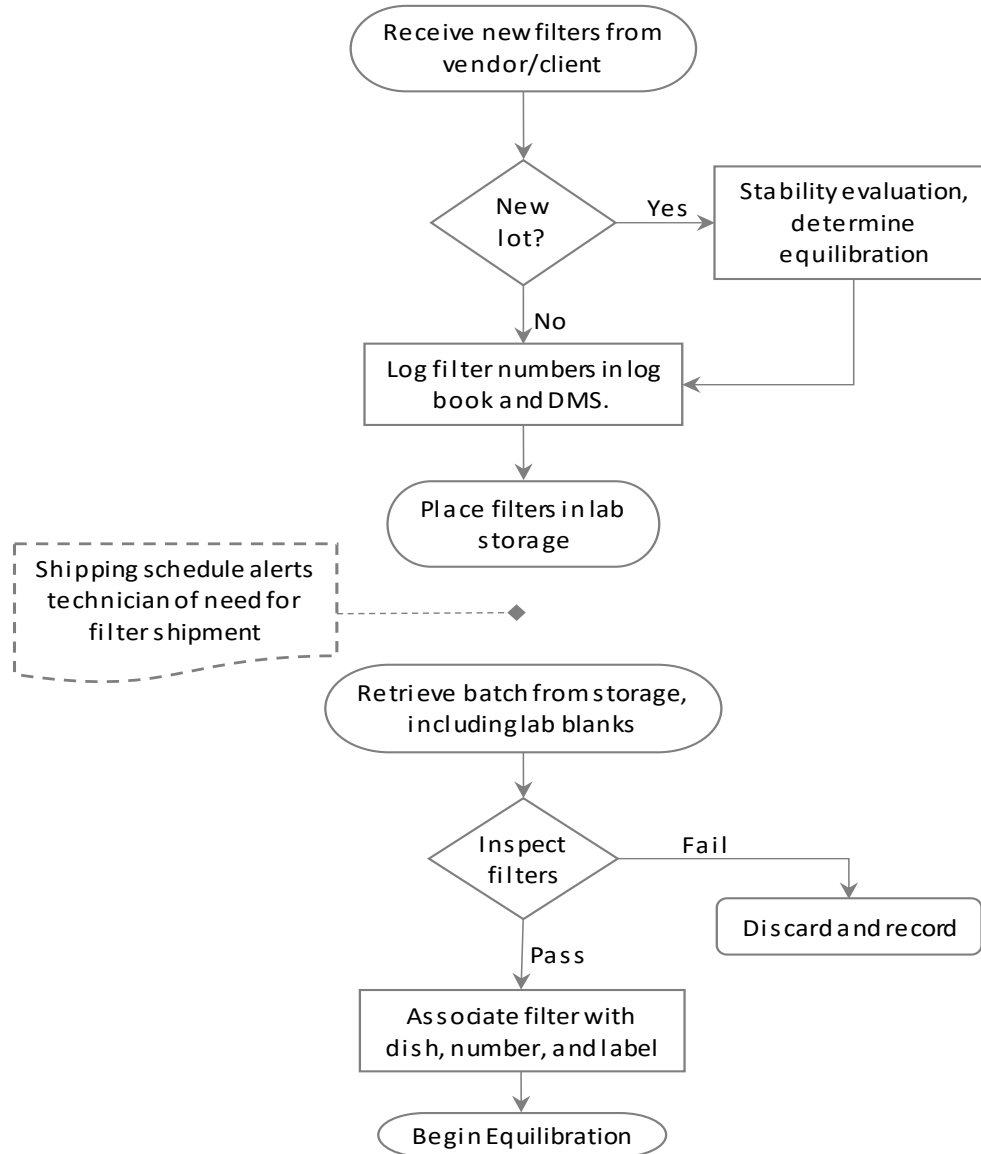 Receive new filters from
vendor/client
New
lot?
Yes
Stability evaluation,
determine
equilibration
No
Log filter numbers in log
book and DMS.
Place filters in lab
storage
Shipping schedule alerts
technician of need for
filter shipment
Retrieve batch from storage,
including lab blanks
Inspect
filters
Fail
Discard and record
Pass
Associate filter with
dish, number, and label
Begin Equilibration